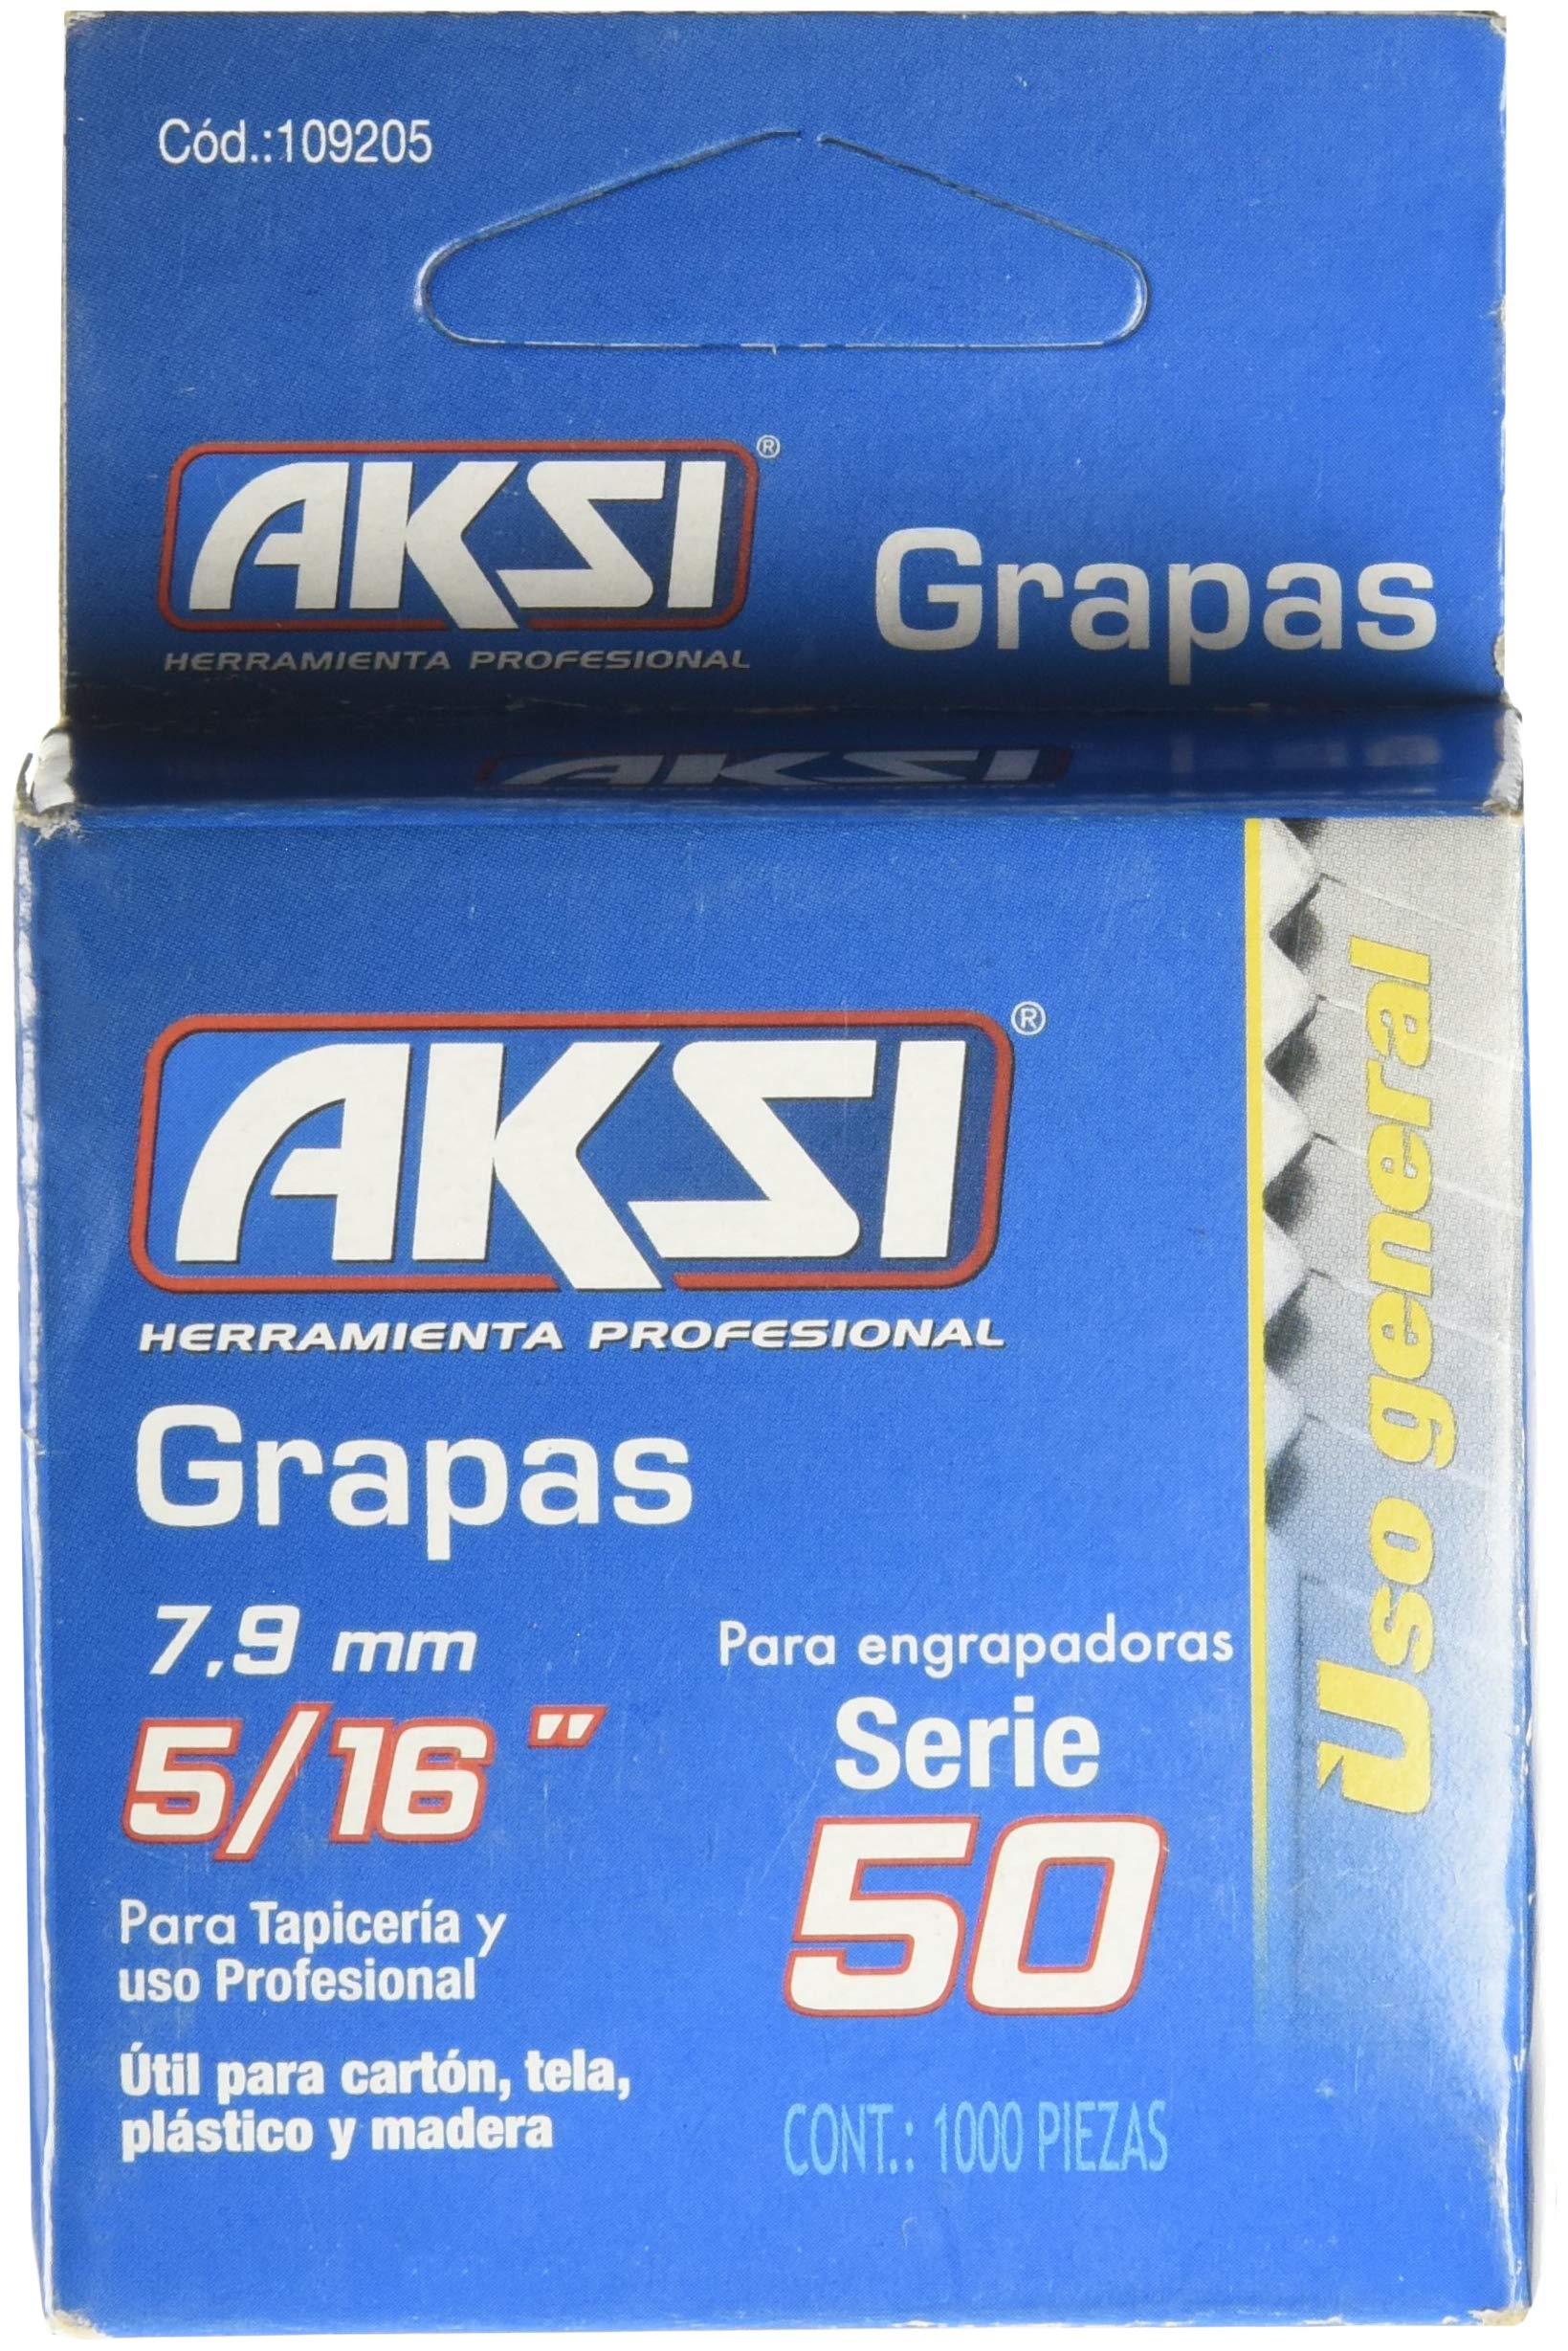 Cód.:109205
AKSI®
HERRAMIENTA PROFESIONAL
Grapas
AKSI
AKSI®
HERRAMIENTA PROFESIONAL
Grapas
7,9 mm
5/16"
Para Tapicería y
uso Profesional
Útil para cartón, tela,
plástico y madera
Para engrapadoras
Serie
50
CONT.: 1000 PIEZAS
Uso general